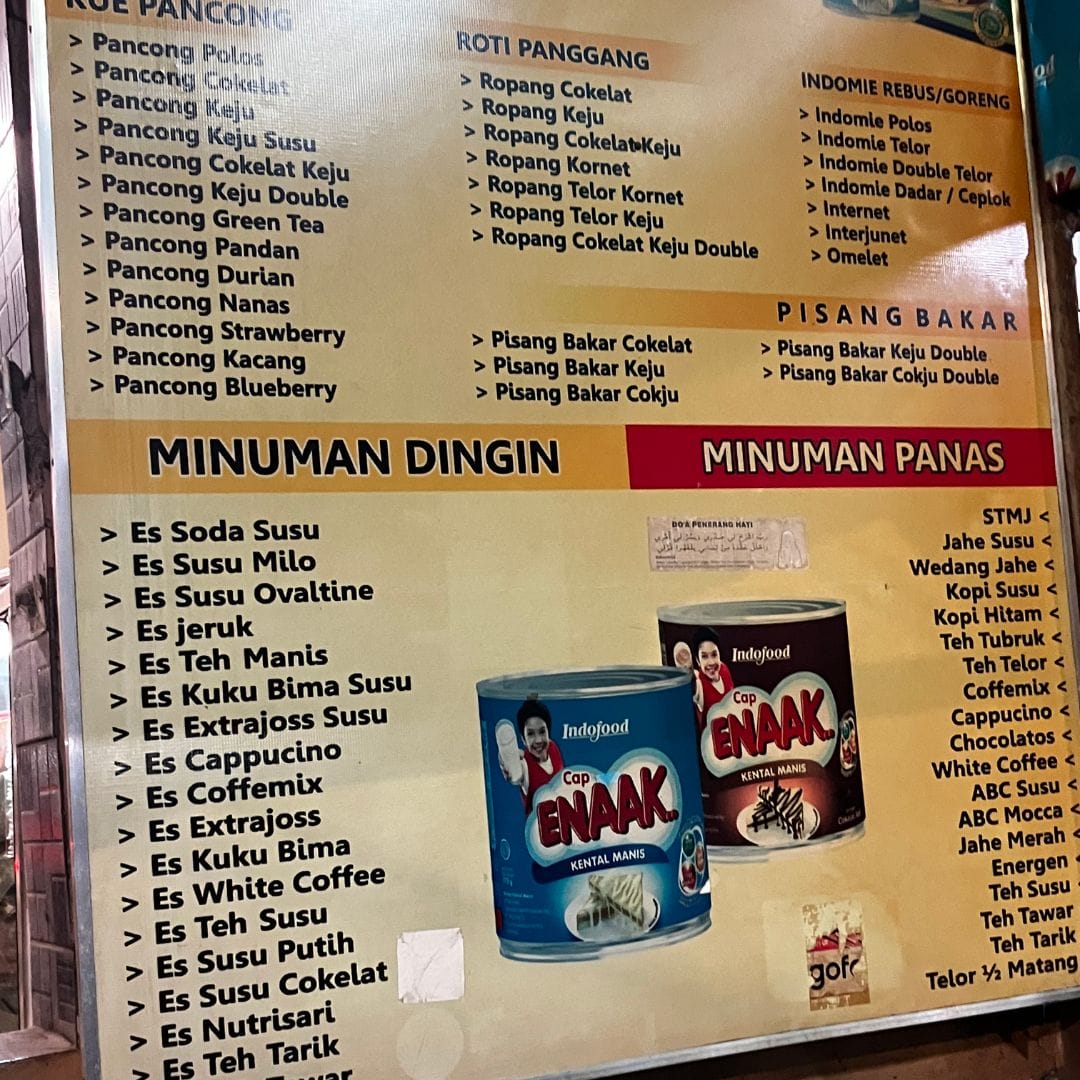 KUE PANCONG
> Pancong Polos
> Pancong Cokelat
> Pancong Keju
> Pancong Keju Susu
> Pancong Cokelat Keju
> Pancong Keju Double
> Pancong Green Tea
> Pancong Pandan
> Pancong Durian
> Pancong Nanas
> Pancong Strawberry
> Pancong Kacang
> Pancong Blueberry
ROTI PANGGANG
> Ropang Cokelat
> Ropang Keju
> Ropang Cokelat Keju
> Ropang Kornet
> Ropang Telor Kornet
> Ropang Telor Keju
> Ropang Cokelat Keju Double
INDOMIE REBUS/GORENG
> Indomie Polos
> Indomie Telor
> Indomie Double Telor
> Indomie Dadar / Ceplok
> Internet
> Interjunet
> Omelet
PISANG BAKAR
> Pisang Bakar Cokelat
> Pisang Bakar Keju
> Pisang Bakar Cokju
> Pisang Bakar Keju Double
> Pisang Bakar Cokju Double
MINUMAN DINGIN
> Es Soda Susu
> Es Susu Milo
> Es Susu Ovaltine
> Es jeruk
> Es Teh Manis
> Es Kuku Bima Susu
> Es Extrajoss Susu
> Es Cappucino
> Es Coffemix
> Es Extrajoss
> Es Kuku Bima
> Es White Coffee
> Es Teh Susu
> Es Susu Putih
> Es Susu Cokelat
> Es Nutrisari
> Es Teh Tarik
MINUMAN PANAS
STMJ <
Jahe Susu <
Wedang Jahe <
Kopi Susu <
Kopi Hitam <
Teh Tubruk <
Teh Telor <
Coffemix <
Cappucino <
Chocolatos <
White Coffee <
ABC Susu <
ABC Mocca <
Jahe Merah <
Energen <
Teh Susu
Teh Tawar
Teh Tarik
Telor ½ Matang
DO'A PENERANG HATI
Indofood
Cap
ENAAK..
KENTAL MANIS
Indofood
Cap
ENAAK..
KENTAL MANIS
gofo